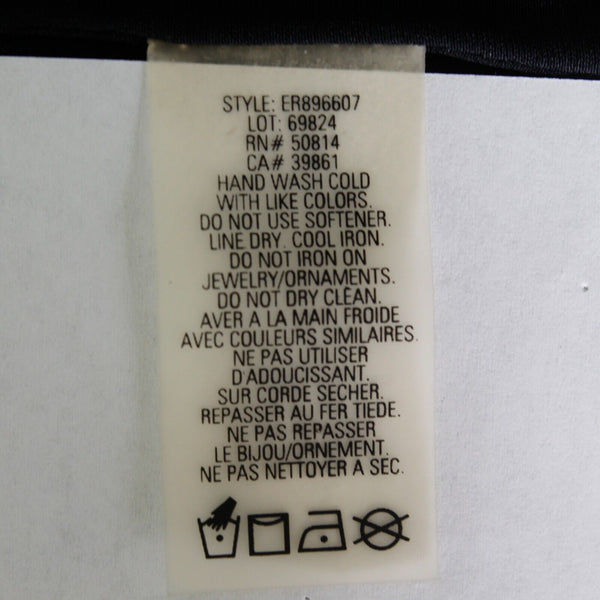 STYLE: ER896607
LOT: 69824
RN# 50814
CA# 39861
HAND WASH COLD
WITH LIKE COLORS.
DO NOT USE SOFTENER.
LINE DRY. COOL IRON.
DO NOT IRON ON
JEWELRY/ORNAMENTS.
DO NOT DRY CLEAN.
AVER A LA MAIN FROIDE
AVEC COULEURS SIMILAIRES.
NE PAS UTILISER
D'ADOUCISSANT.
SUR CORDE SECHER.
REPASSER AU FER TIEDE.
NE PAS REPASSER
LE BIJOU/ORNEMENT.
NE PAS NETTOYER A SEC.